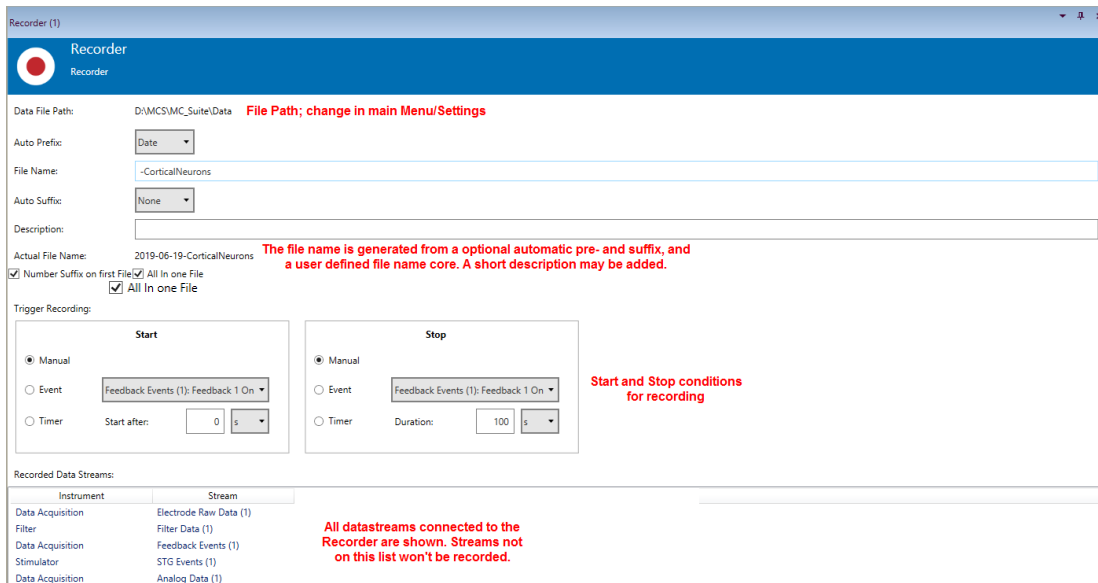 Recorder (1)
Recorder
Recorder
Data File Path: D:\MCS\MC_Suite\Data File Path; change in main Menu/Settings
Auto Prefix: Date
File Name: -CorticalNeurons
Auto Suffix: None
Description:
The file name is generated from a optional automatic pre- and suffix, and
a user defined file name core. A short description may be added.
Actual File Name: 2019-06-19-CorticalNeurons
Number Suffix on first File All In one File
All In one File
Trigger Recording:
Start
Manual
Event Feedback Events (1): Feedback 1 On
Timer Start after: 0 s
Stop
Manual
Event Feedback Events (1): Feedback 1 On
Timer Duration: 100 s
Start and Stop conditions
for recording
Recorded Data Streams:
Instrument Stream
Data Acquisition Electrode Raw Data (1)
Filter Filter Data (1)
Data Acquisition Feedback Events (1)
Stimulator STG Events (1)
Data Acquisition Analog Data (1)
All datastreams connected to the
Recorder are shown. Streams not
on this list won't be recorded.